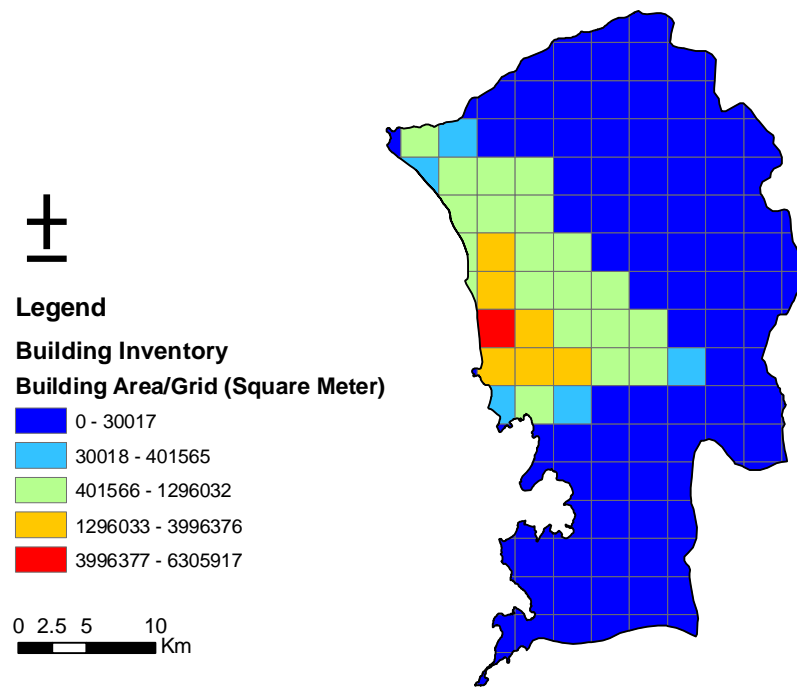 Legend
Building Inventory
Building Area/Grid (Square Meter)
0 - 30017
30018 - 401565
401566 - 1296032
1296033 - 3996376
3996377 - 6305917
0 2.5 5 10
Km